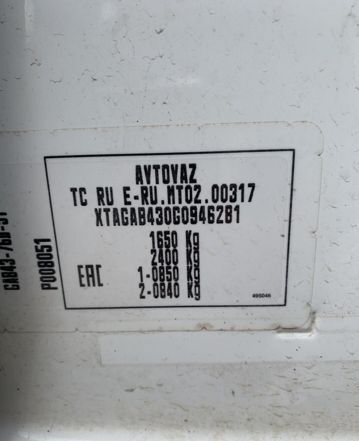 AVTOVAZ
TC RU E-RU.MT02.00317
XTAGAB430G0946281
1650 Kg
2400 Kg
1-0850 Kg
2-0840 Kg
EAC
495046
P008051